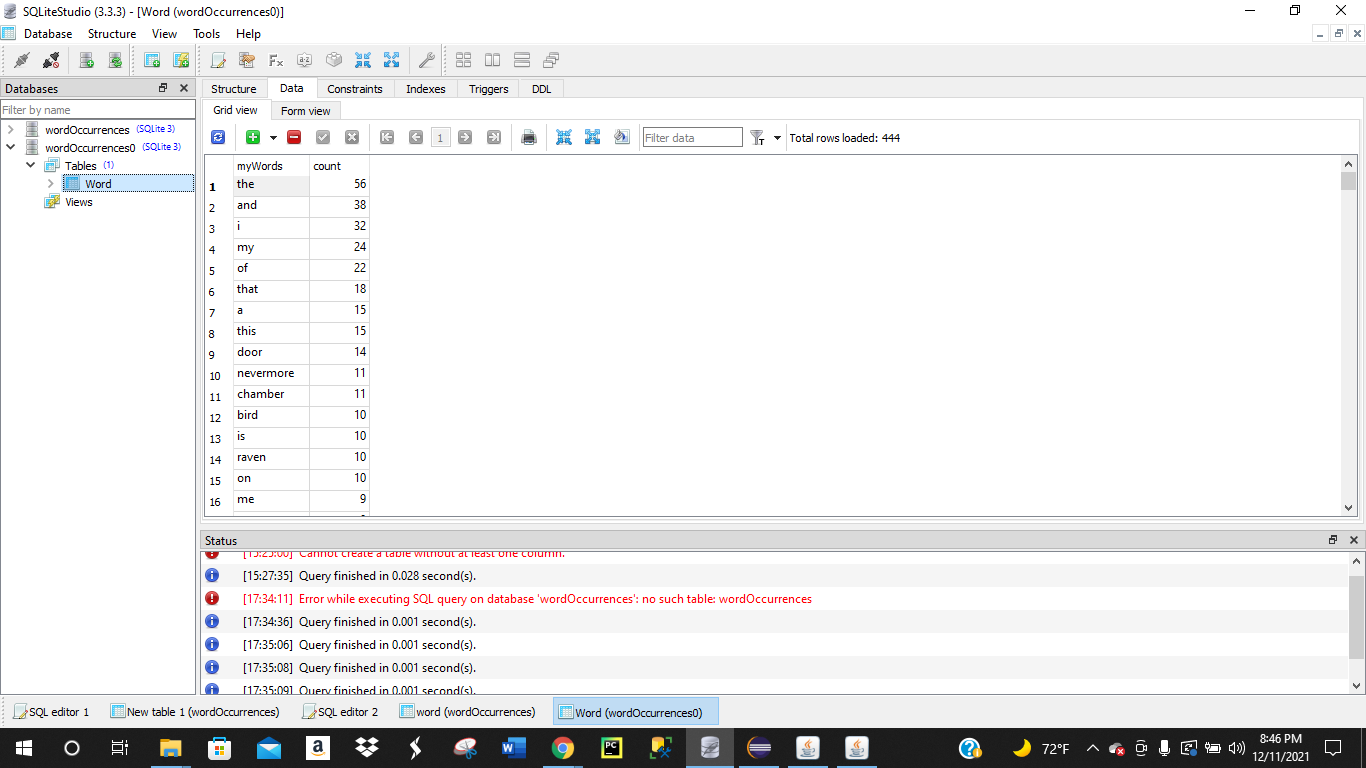 SQLiteStudio (3.3.3) - [Word (wordOccurrences0)]
Database Structure View Tools Help
Databases
Filter by name
wordOccurrences (SQLite 3)
wordOccurrences0 (SQLite 3)
Tables (1)
Word
Views
Structure Data Constraints Indexes Triggers DDL
Grid view Form view
1 Filter data Total rows loaded: 444
myWords count
1 the 56
2 and 38
3 i 32
4 my 24
5 of 22
6 that 18
7 a 15
8 this 15
9 door 14
10 nevermore 11
11 chamber 11
12 bird 10
13 is 10
14 raven 10
15 on 10
16 me 9
Status
[15:25:00] Cannot create a table without at least one column.
[15:27:35] Query finished in 0.028 second(s).
[17:34:11] Error while executing SQL query on database 'wordOccurrences': no such table: wordOccurrences
[17:34:36] Query finished in 0.001 second(s).
[17:35:06] Query finished in 0.001 second(s).
[17:35:08] Query finished in 0.001 second(s).
[17:35:09] Query finished in 0.001 second(s).
SQL editor 1 New table 1 (wordOccurrences) SQL editor 2 word (wordOccurrences) Word (wordOccurrences0)
72°F 8:46 PM
12/11/2021